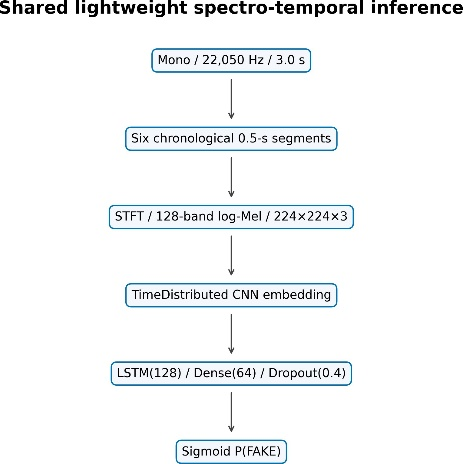 Shared lightweight spectro-temporal inference
Mono / 22,050 Hz / 3.0 s
Six chronological 0.5-s segments
STFT / 128-band log-Mel / 224×224×3
TimeDistributed CNN embedding
LSTM(128) / Dense(64) / Dropout(0.4)
Sigmoid P(FAKE)